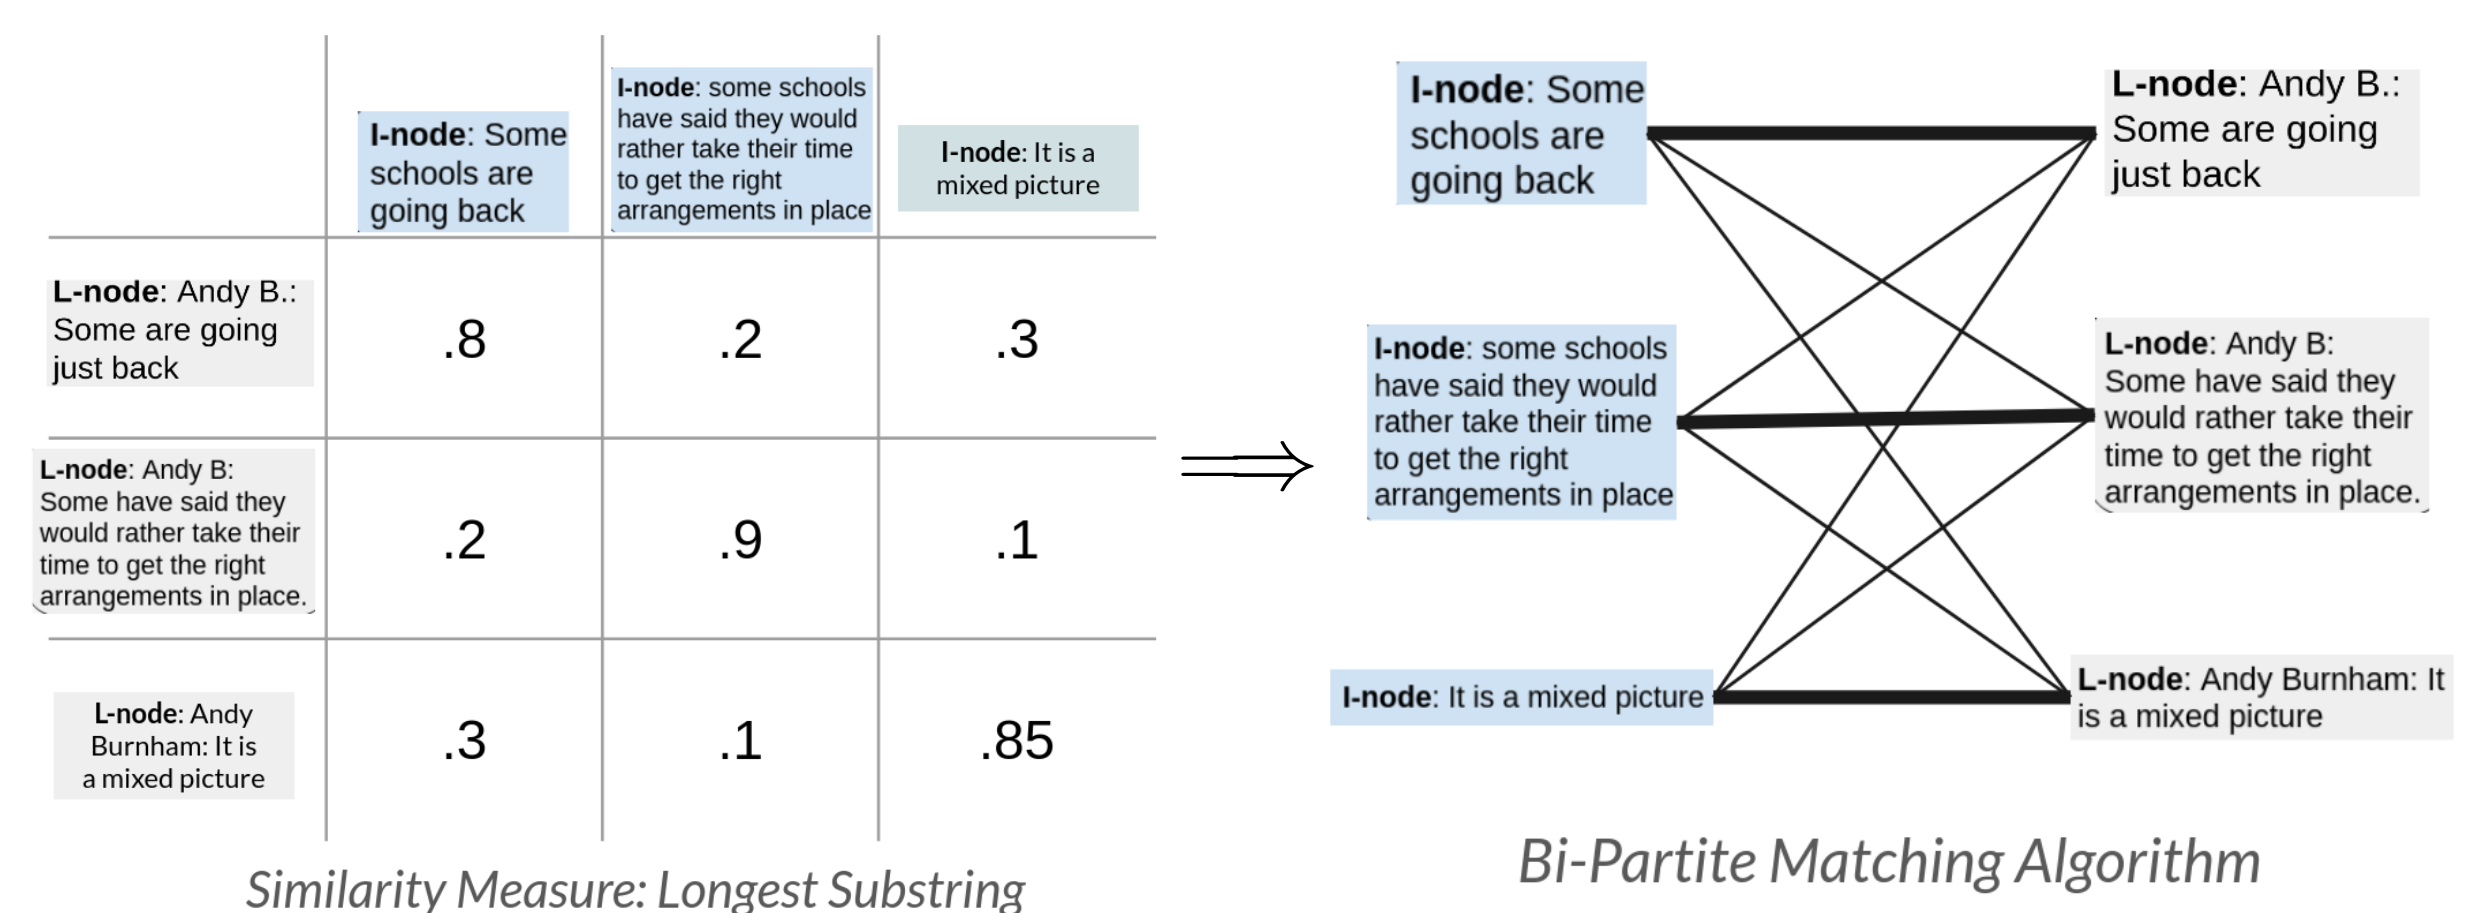 I-node: Some
schools are
going back
I-node: some schools
have said they would
rather take their time
to get the right
arrangements in place
I-node: It is a
mixed picture
L-node: Andy B.:
Some are going
just back
.8
.2
.3
L-node: Andy B:
Some have said they
would rather take their
time to get the right
arrangements in place.
.2
.9
.1
L-node: Andy
Burnham: It is
a mixed picture
.3
.1
.85
Similarity Measure: Longest Substring
I-node: Some
schools are
going back
L-node: Andy B.:
Some are going
just back
I-node: some schools
have said they would
rather take their time
to get the right
arrangements in place
L-node: Andy B:
Some have said they
would rather take their
time to get the right
arrangements in place.
I-node: It is a mixed picture
L-node: Andy Burnham: It
is a mixed picture
Bi-Partite Matching Algorithm